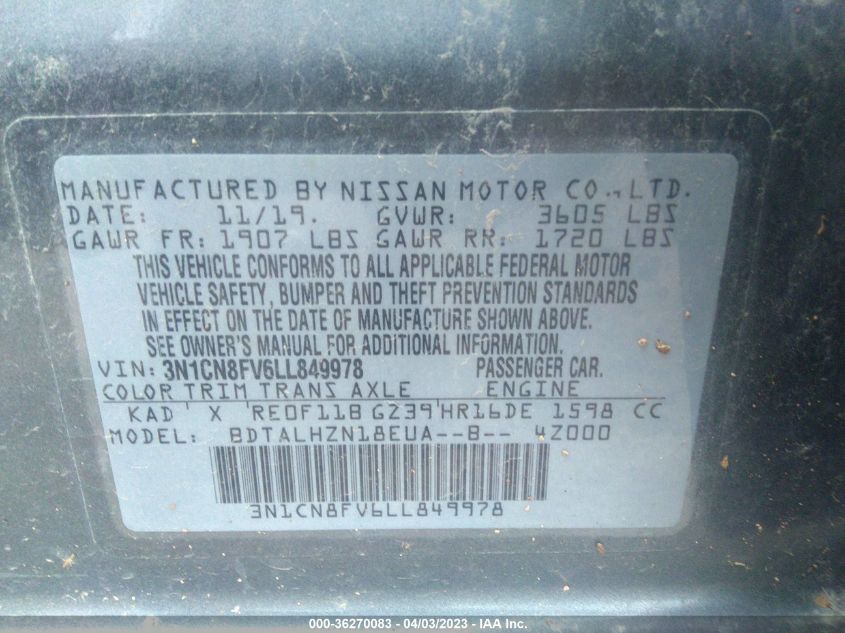 MANUFACTURED BY NISSAN MOTOR CO., LTD.
DATE: 11/19. GVWR: 3605 LBS
GAWR FR: 1907 LBS GAWR RR: 1720 LBS
THIS VEHICLE CONFORMS TO ALL APPLICABLE FEDERAL MOTOR
VEHICLE SAFETY, BUMPER AND THEFT PREVENTION STANDARDS
IN EFFECT ON THE DATE OF MANUFACTURE SHOWN ABOVE.
SEE OWNER'S MANUAL FOR ADDITIONAL INFORMATION.
VIN: 3N1CN8FV6LL849978 PASSENGER CAR.
COLOR TRIM TRANS AXLE ENGINE
KAD X RE0F11B G239 HR16DE 1598 CC
MODEL: BDTALHZN18EUA--B-- 4Z000
3N1CN8FV6LL849978
000-36270083 - 04/03/2023 - IAA Inc.